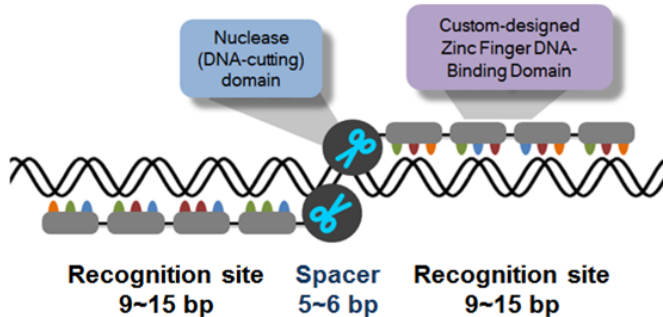 Nuclease
(DNA-cutting)
domain
Custom-designed
Zinc Finger DNA-
Binding Domain
Recognition site
9~15 bp
Spacer
5~6 bp
Recognition site
9~15 bp